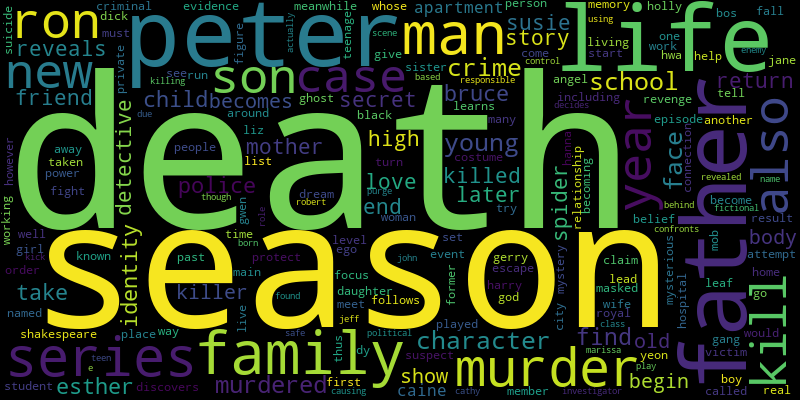 criminal evidence meanwhile whose memory person holly bos fall
suicide ron dick peter man apartment susie using one work life
new reveals must private figure actually teenage scene give story come living start hwa help jane
friend son case sister crime school angel return
child becomes secret see run killing bruce based responsible control revenge tell
ghost learns including episode another
detective due around black many costume
death high young father year face also
however away taken people liz list mother turn
power fight police love killed later spider hanna becoming relationship connection revealed become name fictional
working though gwen robert dream purge woman end try decides behind belief result
season identity well girl kick time born role level ego set event gerry escape god city mystery claim mob confronts body attempt
order known past main protect focus john former harry masked lead mysterious hospital leaf home
take killer live found daughter meet follows wife royal class go kill
named shakespeare place way safe jeff political played character find old gang would
series teen e family thus dy suspect murder yeon marissa victim
student esther discovers murdered first causing show caine cathy member investigator play begin boy called real